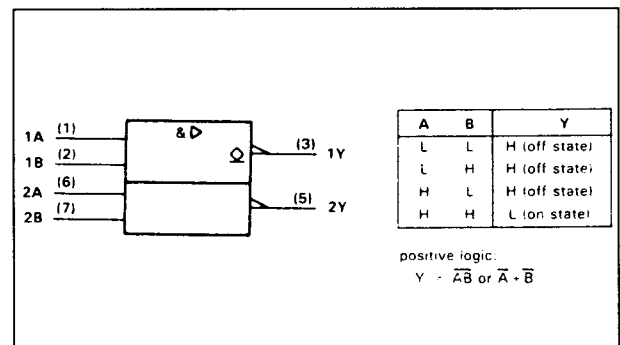 1A (1)
1B (2)
2A (6)
2B (7)
& ▷
(3) 1Y
(5) 2Y
A B Y
L L H (off state)
L H H (off state)
H L H (off state)
H H L (on state)
positive logic:
Y = A̅B̅ or A̅ + B̅